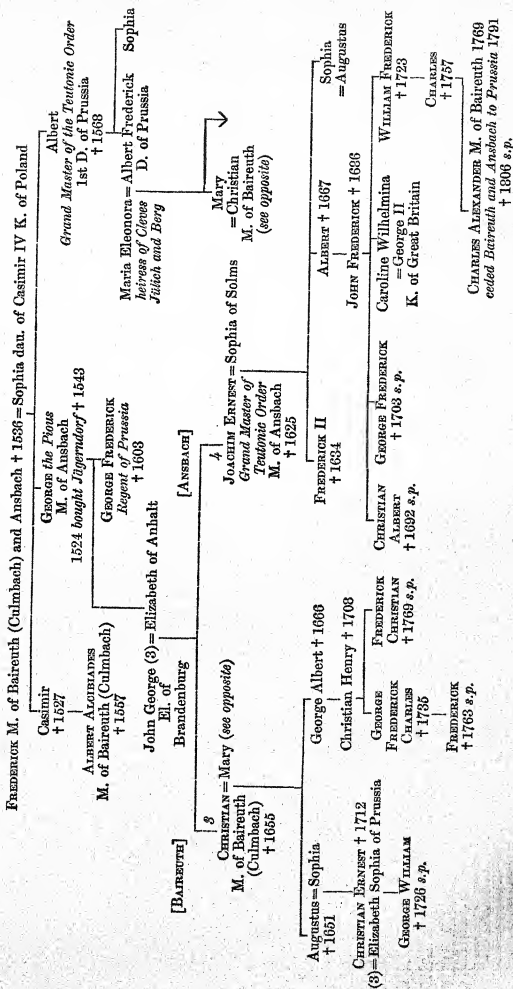 FREDERICK M. of Baireuth (Culmbach) and Ansbach † 1536=Sophia dau. of Casimir IV K. of Poland
Casimir
† 1527
GEORGE the Pious
M. of Ansbach
1524 bought Jägerndorf † 1543
Albert
Grand Master of the Teutonic Order
1st D. of Prussia
† 1568
ALBERT ALCIBIADES
M. of Baireuth (Culmbach)
† 1557
GEORGE FREDERICK
Regent of Prussia
† 1603
Maria Eleonora=Albert Frederick
heiress of Cleves
Jülich and Berg
D. of Prussia
Sophia
John George (3)=Elizabeth of Anhalt
El. of
Brandenburg
Mary
=Christian
M. of Baireuth
(see opposite)
[BAIREUTH]
[ANSBACH]
3
CHRISTIAN=Mary (see opposite)
M. of Baireuth
(Culmbach)
† 1655
4
JOACHIM ERNEST=Sophia of Solms
Grand Master of
Teutonic Order
M. of Ansbach
† 1625
Augustus=Sophia
† 1651
George Albert † 1666
FREDERICK II
† 1634
ALBERT † 1667
Sophia
=Augustus
CHRISTIAN ERNEST † 1712
(3)=Elizabeth Sophia of Prussia
Christian Henry † 1708
JOHN FREDERICK † 1686
GEORGE WILLIAM
† 1726 s.p.
GEORGE
FREDERICK
CHARLES
† 1735
FREDERICK
CHRISTIAN
† 1769 s.p.
CHRISTIAN
ALBERT
† 1692 s.p.
GEORGE FREDERICK
† 1703 s.p.
Caroline Wilhelmina
=George II
K. of Great Britain
WILLIAM FREDERICK
† 1723
FREDERICK
† 1763 s.p.
CHARLES
† 1757
CHARLES ALEXANDER M. of Baireuth 1769
ceded Baireuth and Ansbach to Prussia 1791
† 1806 s.p.